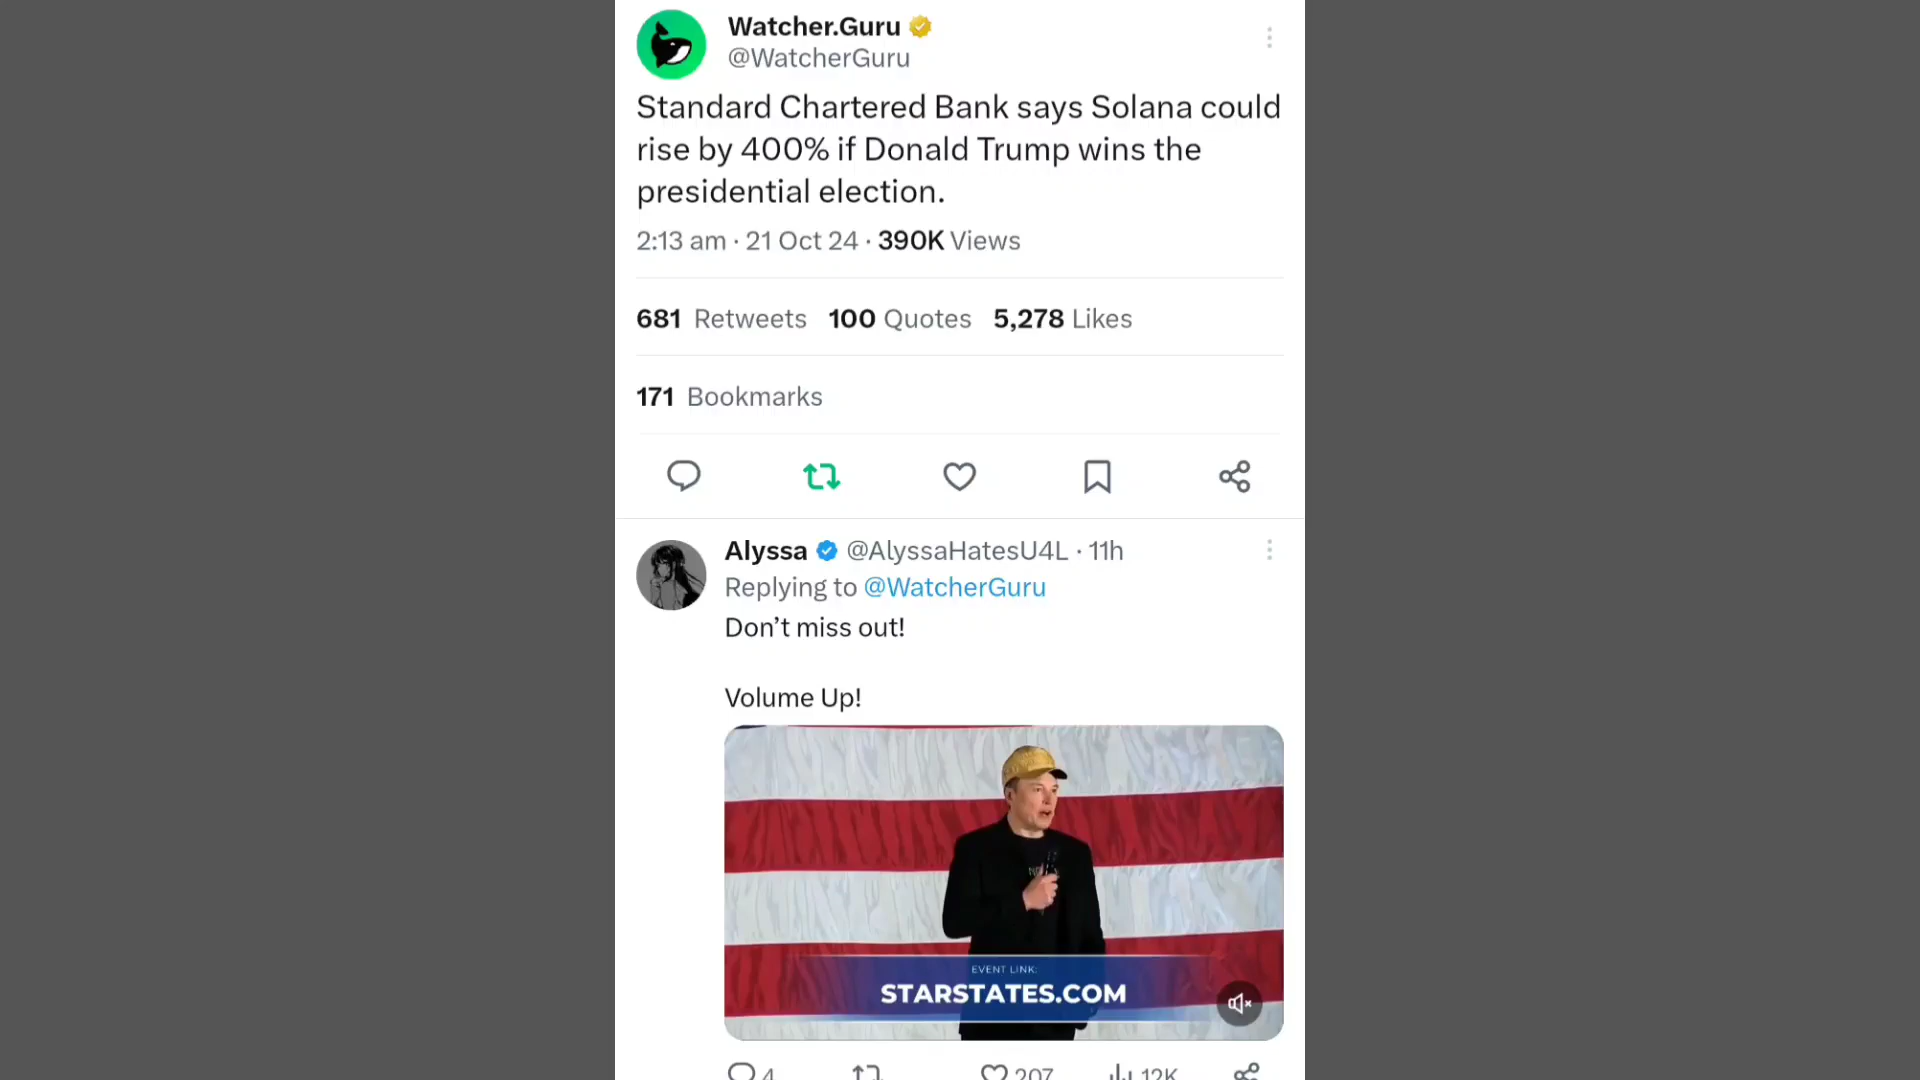 Watcher.Guru
@WatcherGuru
Standard Chartered Bank says Solana could
rise by 400% if Donald Trump wins the
presidential election.
2:13 am · 21 Oct 24 · 390K Views
681 Retweets 100 Quotes 5,278 Likes
171 Bookmarks
Alyssa @AlyssaHatesU4L · 11h
Replying to @WatcherGuru
Don’t miss out!
Volume Up!
EVENT LINK:
STARSTATES.COM
4 207 12K